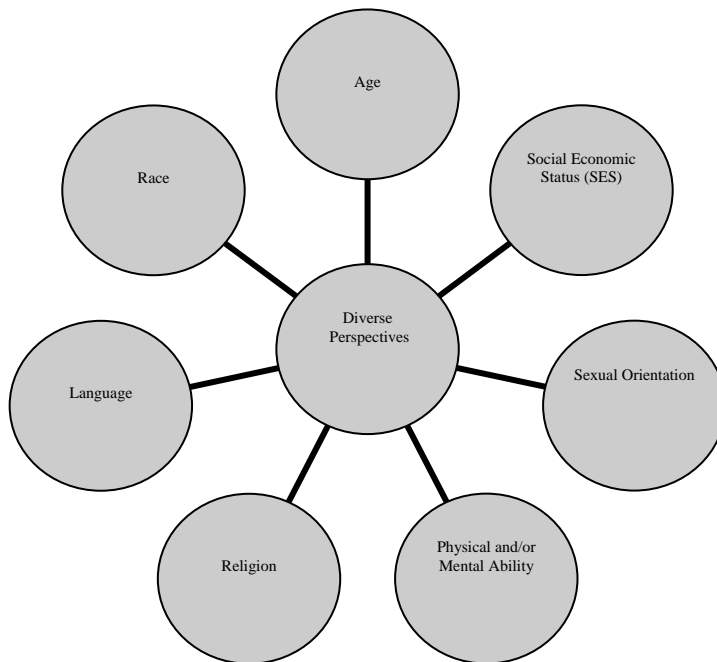 Age
Social Economic
Status (SES)
Race
Diverse
Perspectives
Sexual Orientation
Language
Physical and/or
Mental Ability
Religion